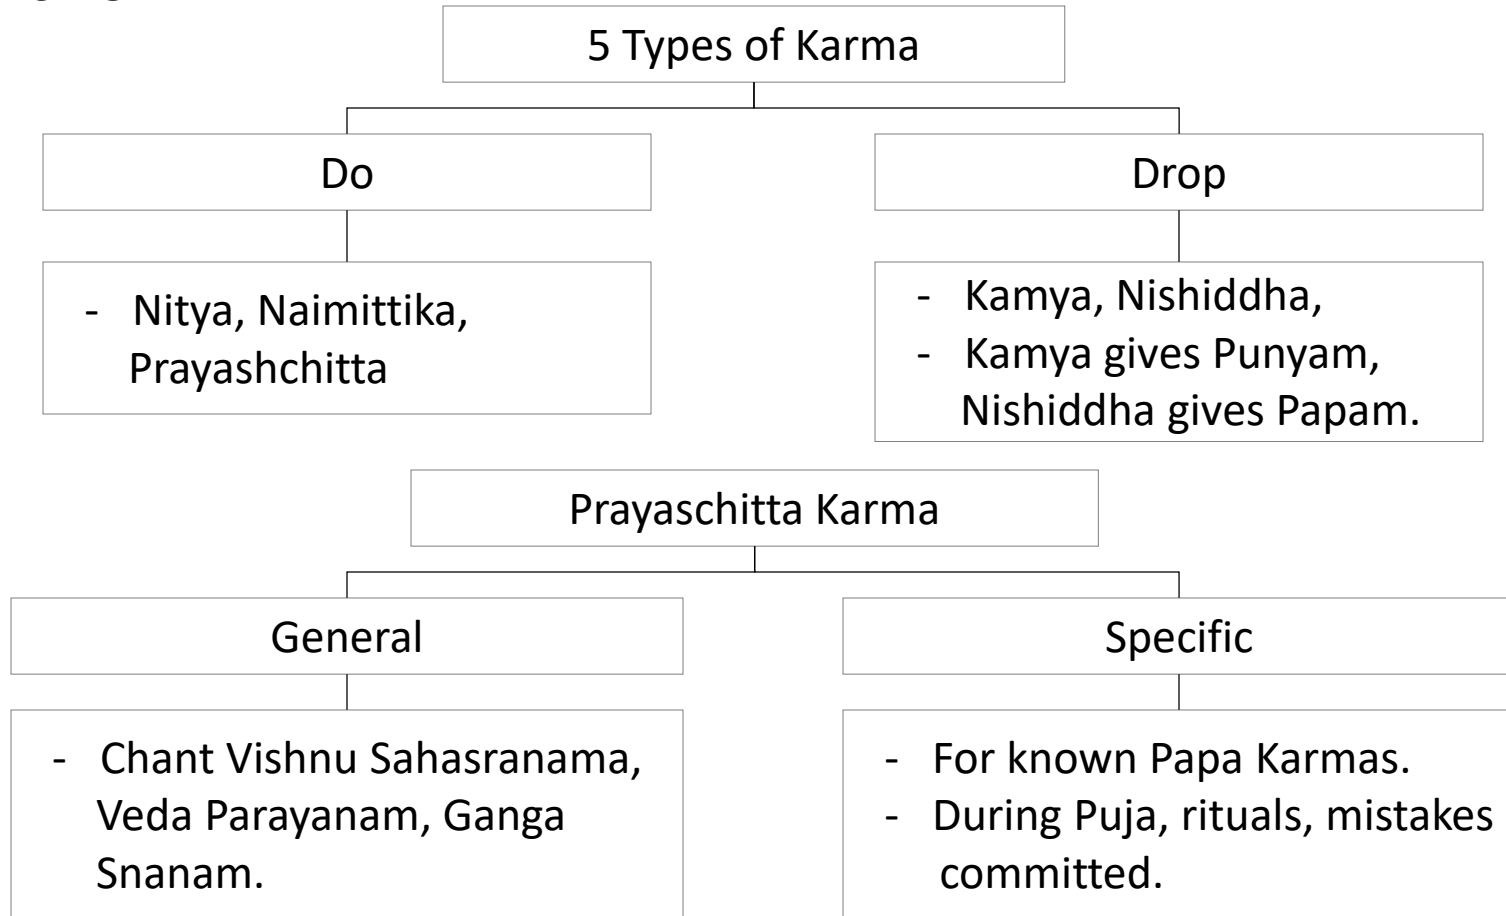 5 Types of Karma
Do
Drop
- Nitya, Naimittika,
Prayashchitta
- Kamya, Nishiddha,
- Kamya gives Punyam,
Nishiddha gives Papam.
Prayaschitta Karma
General
Specific
- Chant Vishnu Sahasranama,
Veda Parayanam, Ganga
Snanam.
- For known Papa Karmas.
- During Puja, rituals, mistakes
committed.